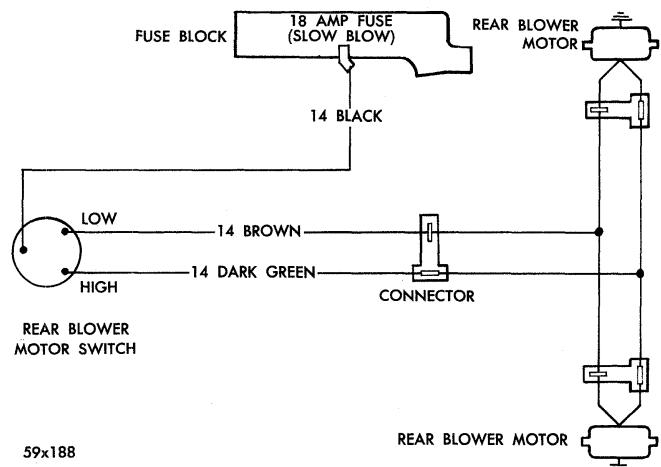 18 AMP FUSE
(SLOW BLOW)
FUSE BLOCK
REAR BLOWER
MOTOR
14 BLACK
LOW
14 BROWN
14 DARK GREEN
HIGH
CONNECTOR
REAR BLOWER
MOTOR SWITCH
REAR BLOWER MOTOR
59x188